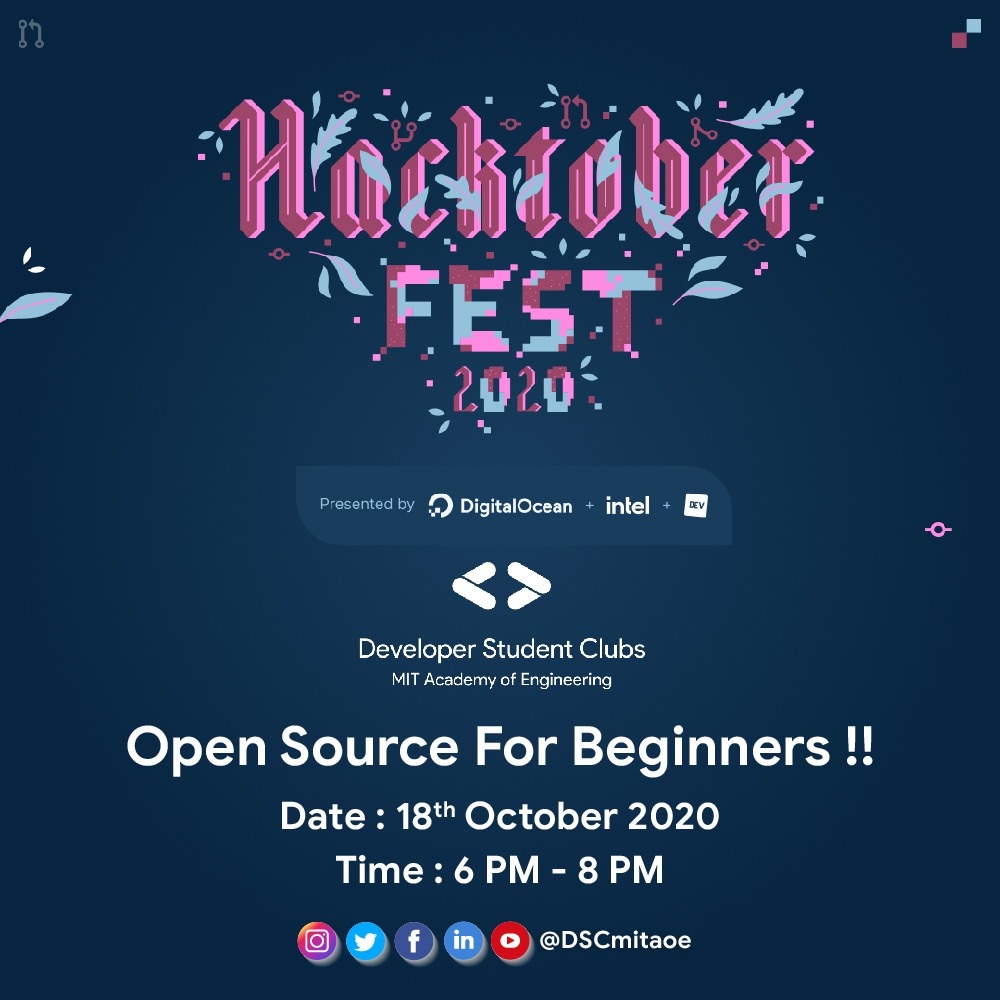 Hacktober
FEST
2020
Presented by DigitalOcean + intel + DEV
Developer Student Clubs
MIT Academy of Engineering
Open Source For Beginners !!
Date : 18th October 2020
Time : 6 PM - 8 PM
@DSCmitaoe